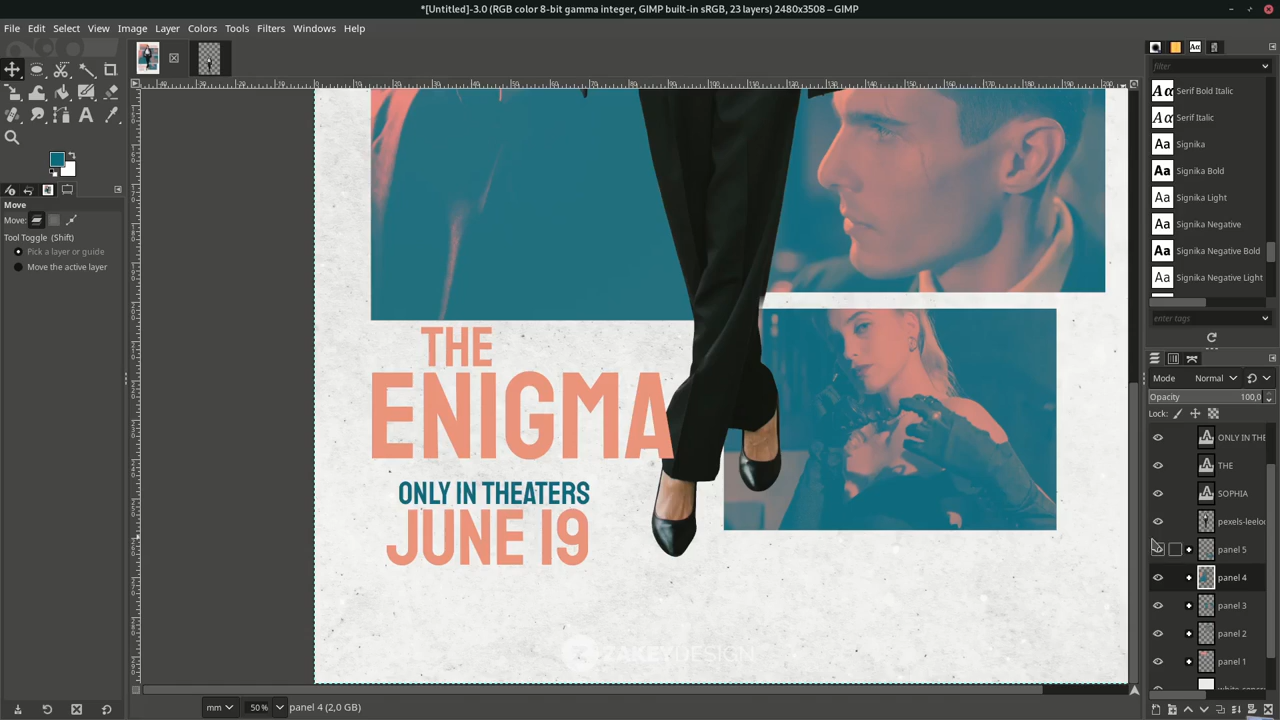 *[Untitled]-3.0 (RGB color 8-bit gamma integer, GIMP built-in sRGB, 23 layers) 2480x3508 – GIMP
File Edit Select View Image Layer Colors Tools Filters Windows Help
filter
Serif Bold Italic
Serif Italic
Signika
Signika Bold
Signika Light
Signika Negative
Signika Negative Bold
Signika Negative Light
enter tags
Move
Move:
Tool Toggle (Shift)
Pick a layer or guide
Move the active layer
THE
ENIGMA
ONLY IN THEATERS
JUNE 19
ZAKEYDESIGN
Mode Normal
Opacity 100,0
Lock:
ONLY IN THE
THE
SOPHIA
pexels-leeloo
panel 5
panel 4
panel 3
panel 2
panel 1
mm 50 % panel 4 (2,0 GB)